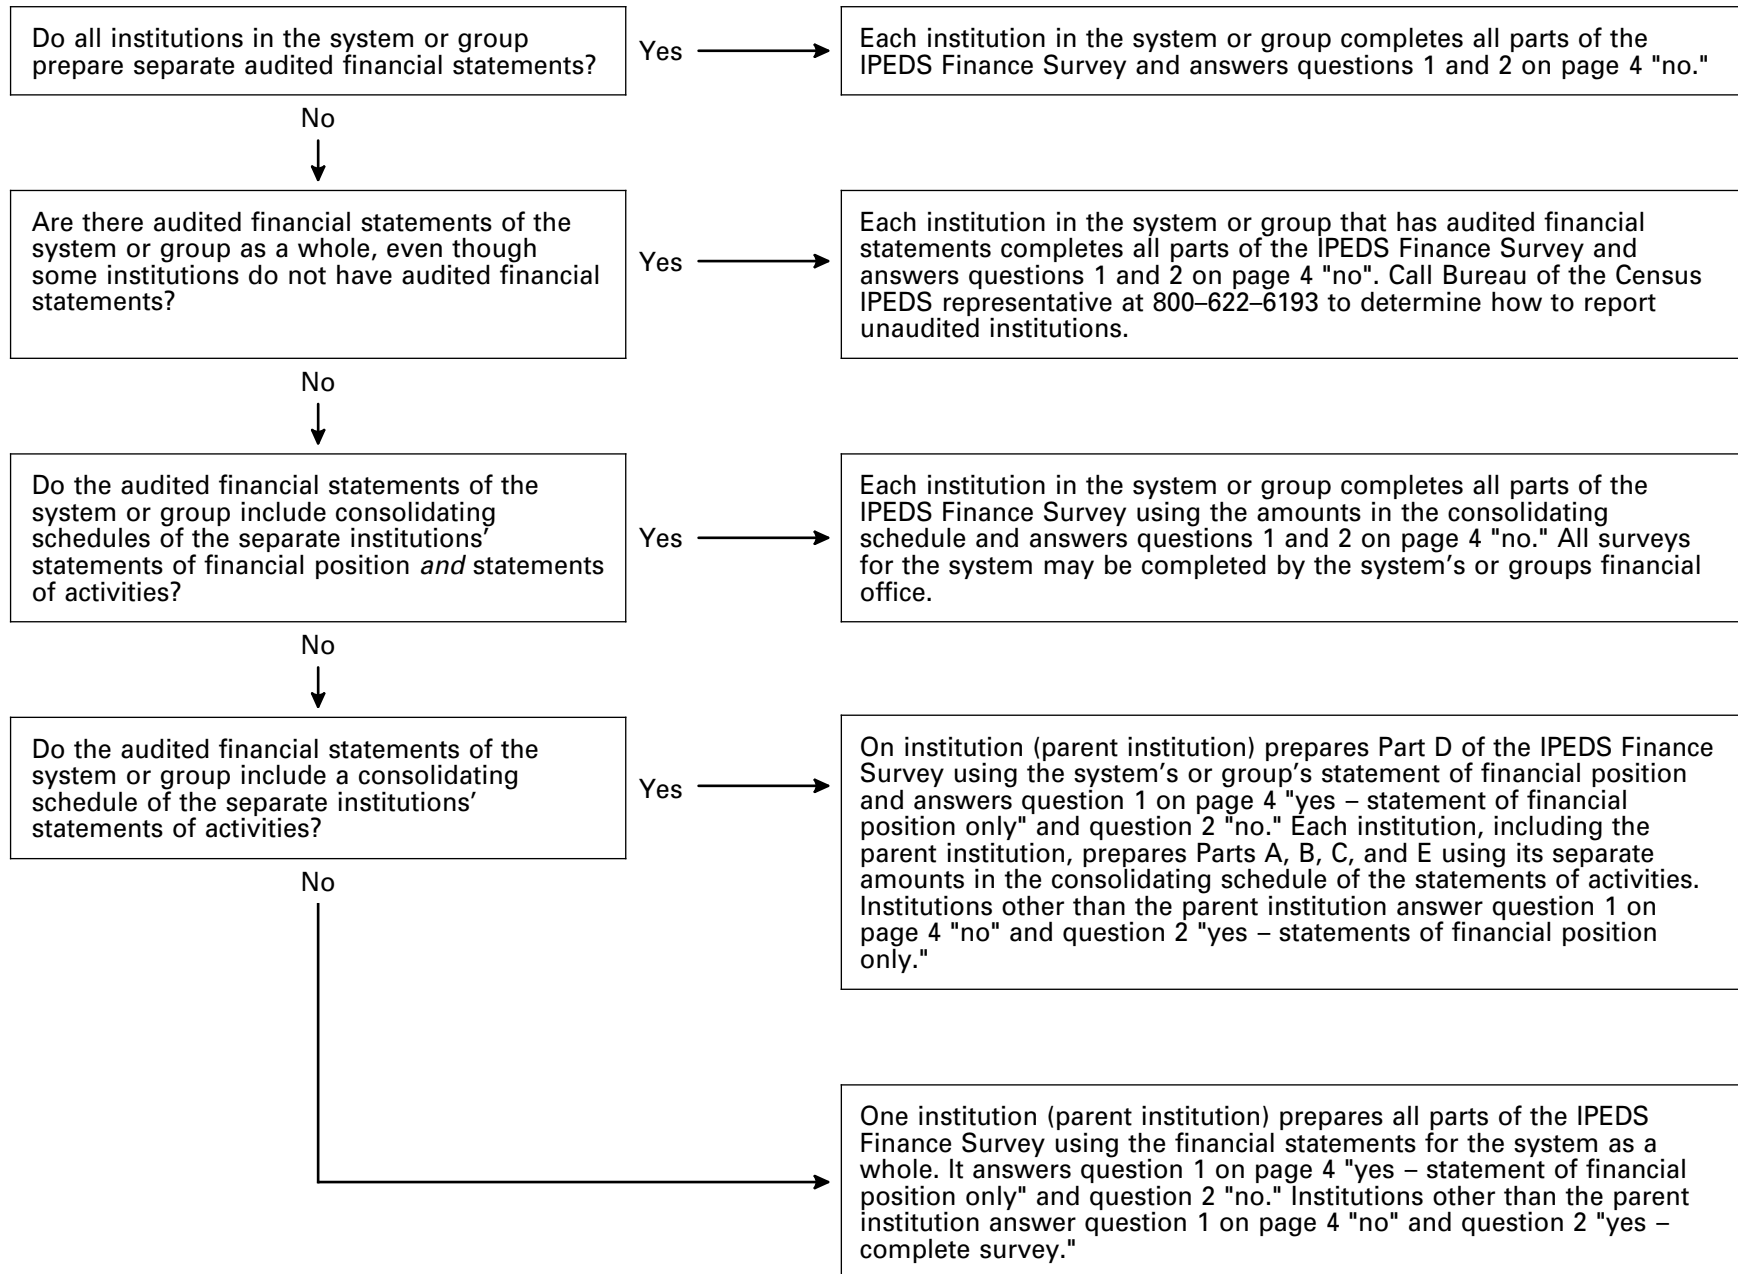 Do all institutions in the system or group
prepare separate audited financial statements?
Yes
Each institution in the system or group completes all parts of the
IPEDS Finance Survey and answers questions 1 and 2 on page 4 "no."
No
Are there audited financial statements of the
system or group as a whole, even though
some institutions do not have audited financial
statements?
Yes
Each institution in the system or group that has audited financial
statements completes all parts of the IPEDS Finance Survey and
answers questions 1 and 2 on page 4 "no". Call Bureau of the Census
IPEDS representative at 800–622–6193 to determine how to report
unaudited institutions.
No
Do the audited financial statements of the
system or group include consolidating
schedules of the separate institutions’
statements of financial position and statements
of activities?
Yes
Each institution in the system or group completes all parts of the
IPEDS Finance Survey using the amounts in the consolidating
schedule and answers questions 1 and 2 on page 4 "no." All surveys
for the system may be completed by the system’s or groups financial
office.
No
Do the audited financial statements of the
system or group include a consolidating
schedule of the separate institutions’
statements of activities?
Yes
On institution (parent institution) prepares Part D of the IPEDS Finance
Survey using the system’s or group’s statement of financial position
and answers question 1 on page 4 "yes – statement of financial
position only" and question 2 "no." Each institution, including the
parent institution, prepares Parts A, B, C, and E using its separate
amounts in the consolidating schedule of the statements of activities.
Institutions other than the parent institution answer question 1 on
page 4 "no" and question 2 "yes – statements of financial position
only."
No
One institution (parent institution) prepares all parts of the IPEDS
Finance Survey using the financial statements for the system as a
whole. It answers question 1 on page 4 "yes – statement of financial
position only" and question 2 "no." Institutions other than the parent
institution answer question 1 on page 4 "no" and question 2 "yes –
complete survey."